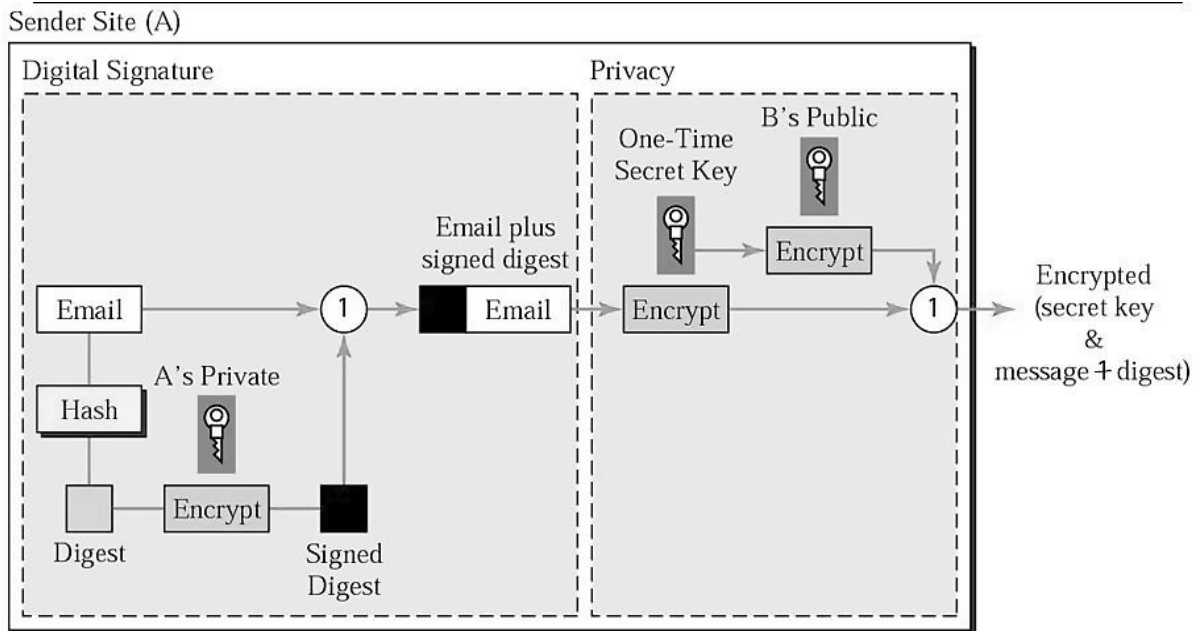 Sender Site (A)
Digital Signature
Privacy
B's Public
One-Time
Secret Key
Email plus
signed digest
Encrypt
Encrypted
(secret key
&
message + digest)
Email
1
Email
Encrypt
1
A's Private
Hash
Encrypt
Digest
Signed
Digest